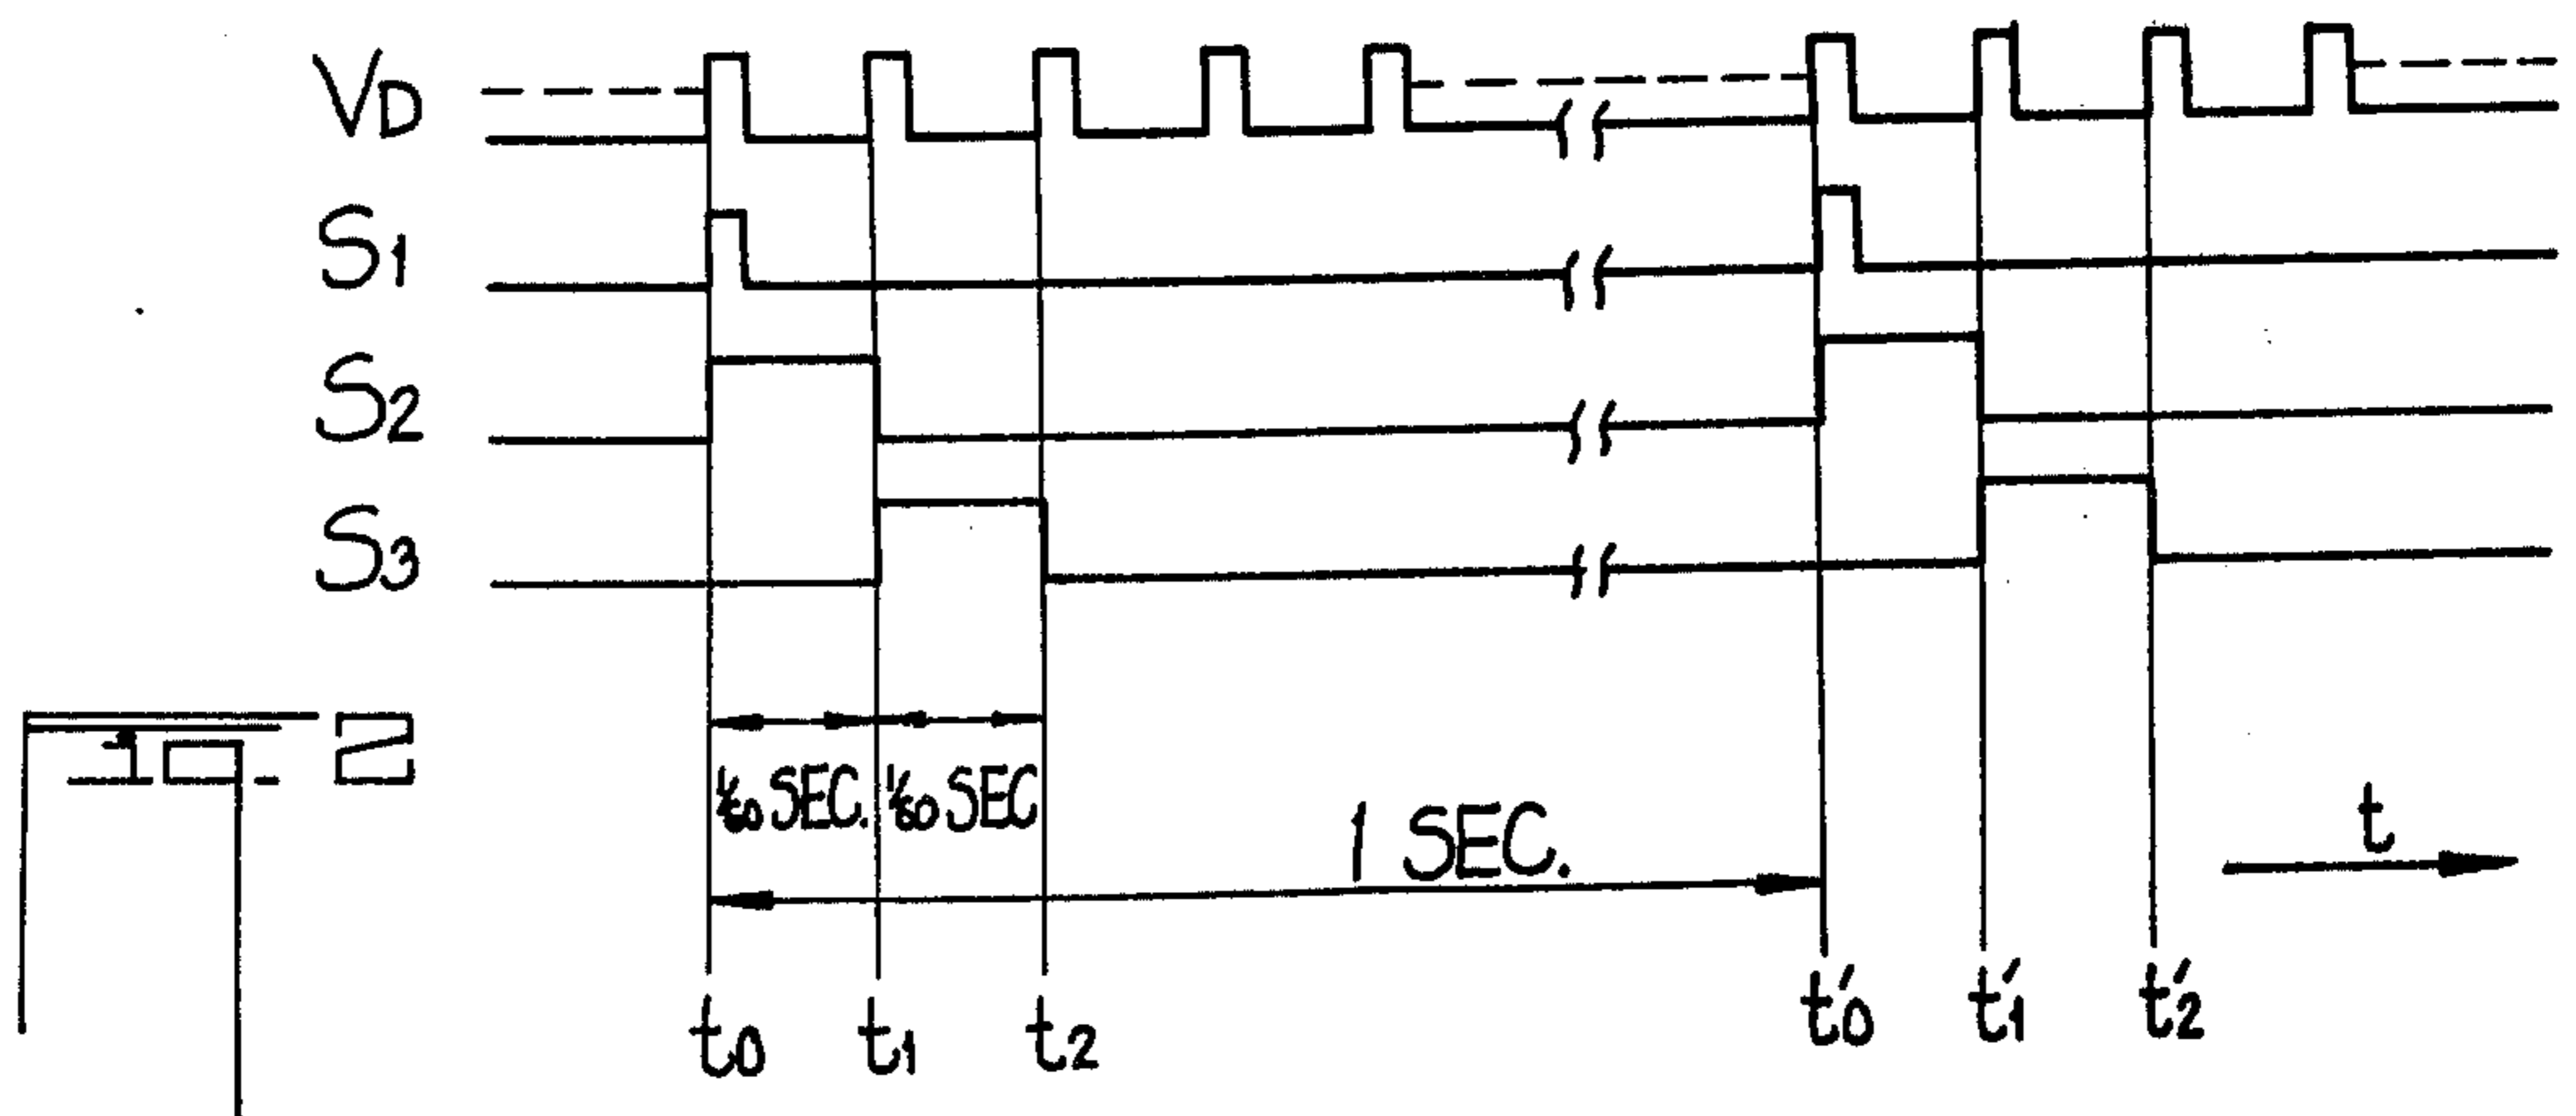 VD
S1
S2
S3
1/60 SEC. 1/60 SEC
1 SEC.
t
t0 t1 t2 t'0 t'1 t'2
Fig. 2